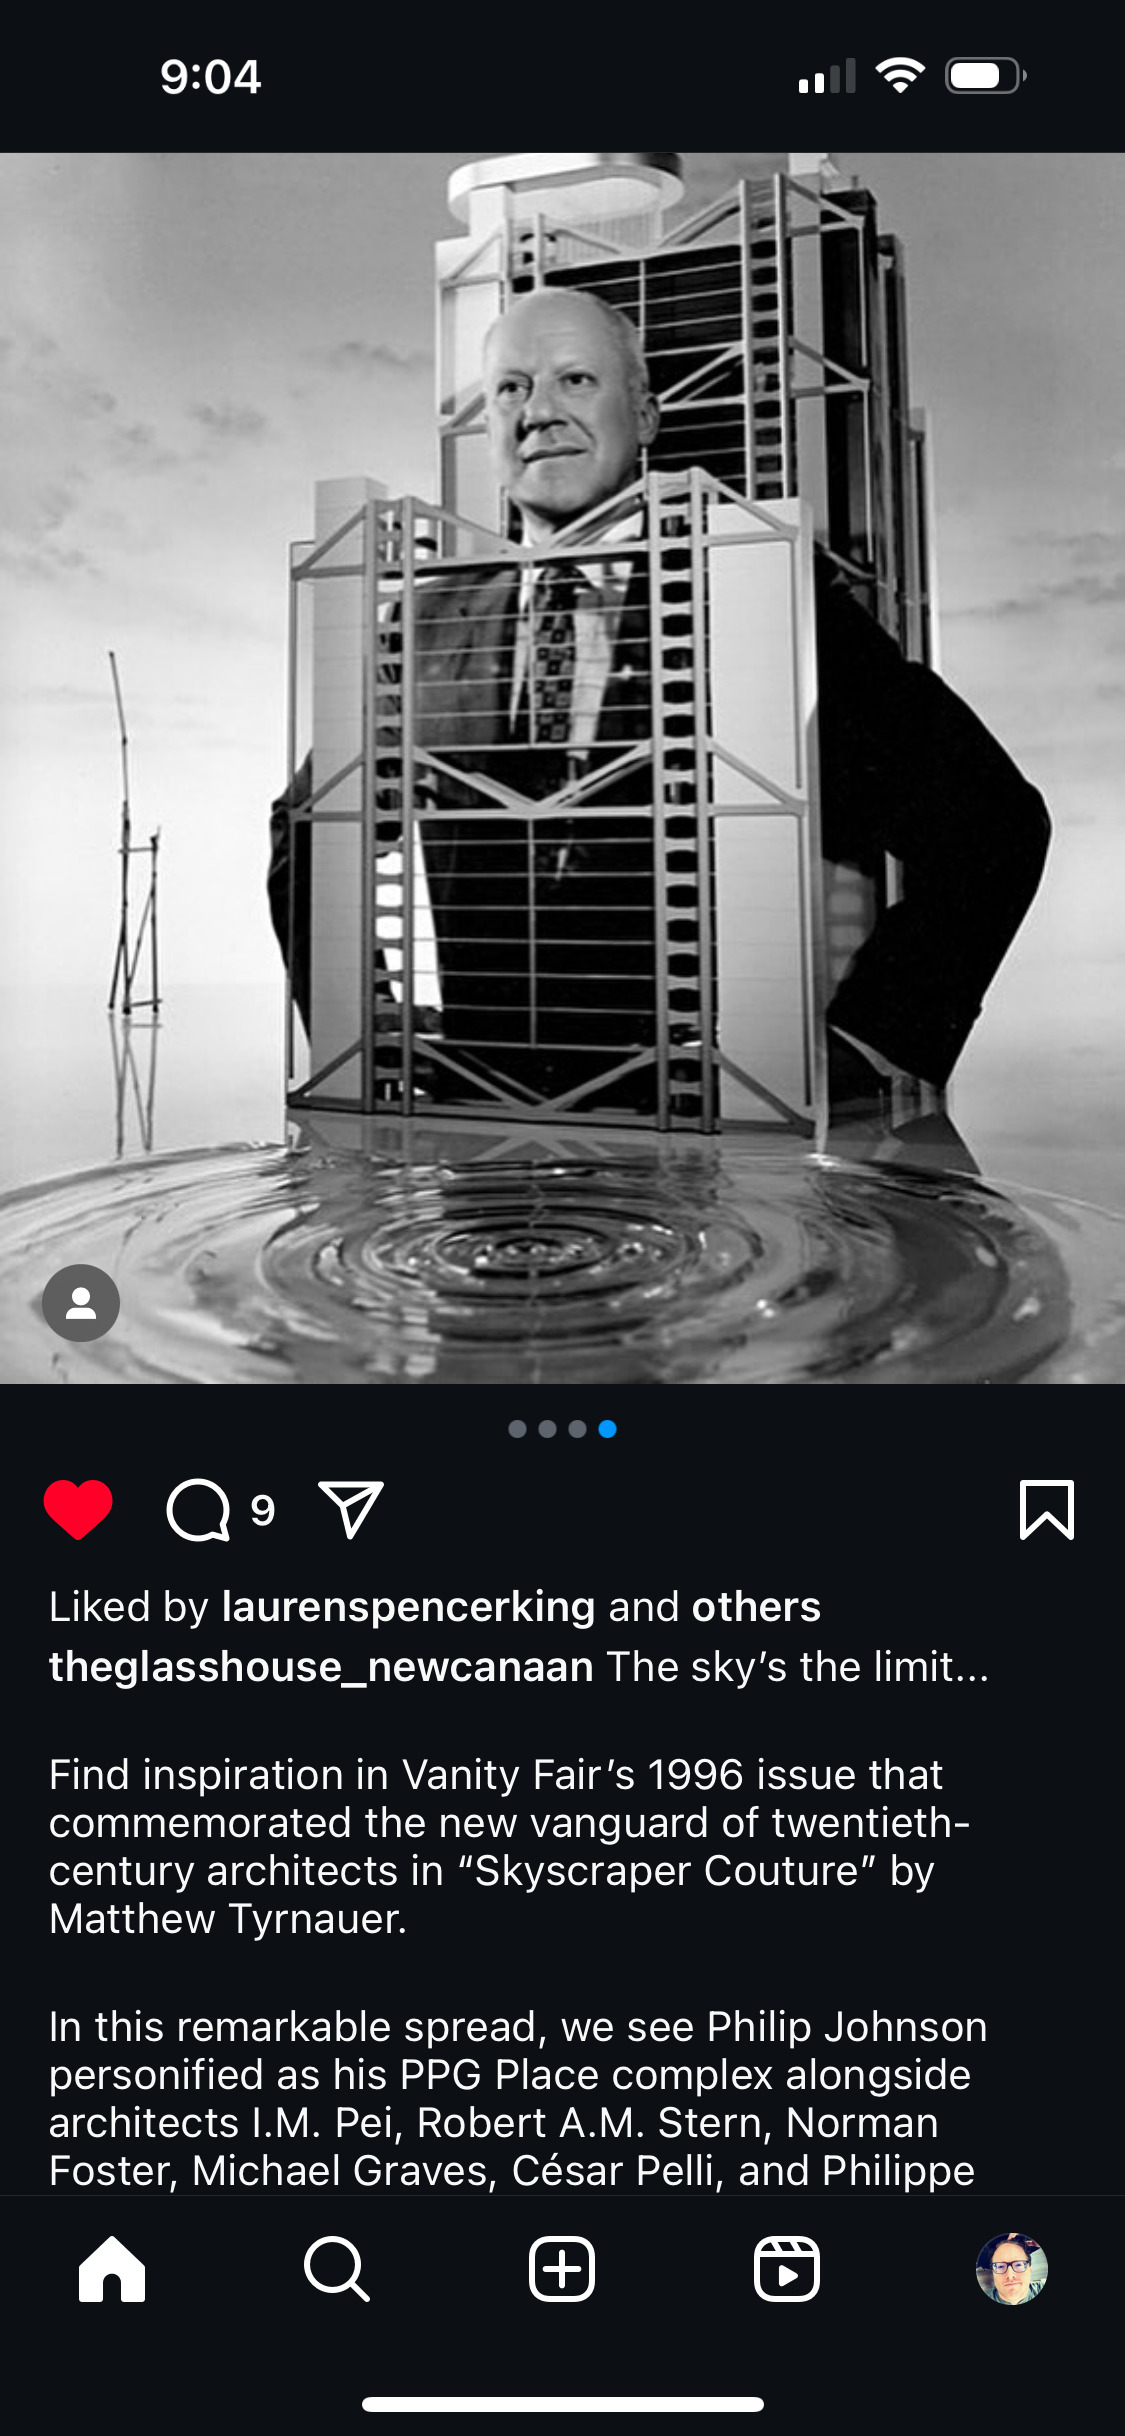 9:04
9
Liked by laurenspencerking and others
theglasshouse_newcanaan The sky’s the limit...
Find inspiration in Vanity Fair’s 1996 issue that
commemorated the new vanguard of twentieth-
century architects in “Skyscraper Couture” by
Matthew Tyrnauer.
In this remarkable spread, we see Philip Johnson
personified as his PPG Place complex alongside
architects I.M. Pei, Robert A.M. Stern, Norman
Foster, Michael Graves, César Pelli, and Philippe